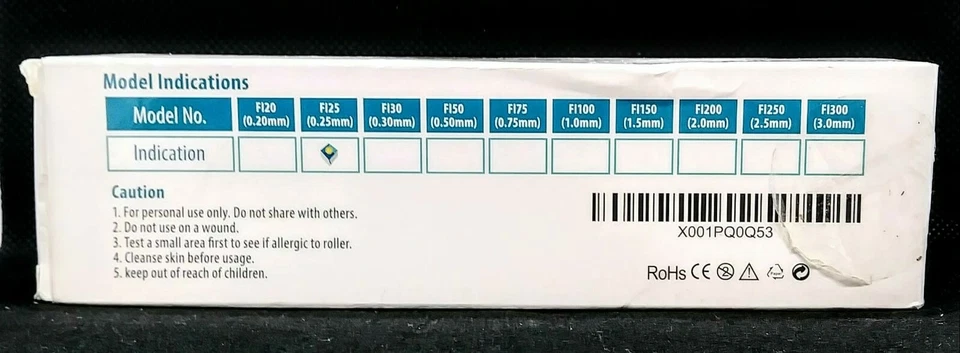 Model Indications
Model No. FI20 (0.20mm) FI25 (0.25mm) FI30 (0.30mm) FI50 (0.50mm) FI75 (0.75mm) FI100 (1.0mm) FI150 (1.5mm) FI200 (2.0mm) FI250 (2.5mm) FI300 (3.0mm)
Indication
Caution
1. For personal use only. Do not share with others.
2. Do not use on a wound.
3. Test a small area first to see if allergic to roller.
4. Cleanse skin before usage.
5. keep out of reach of children.
X001PQ0Q53
RoHs CE